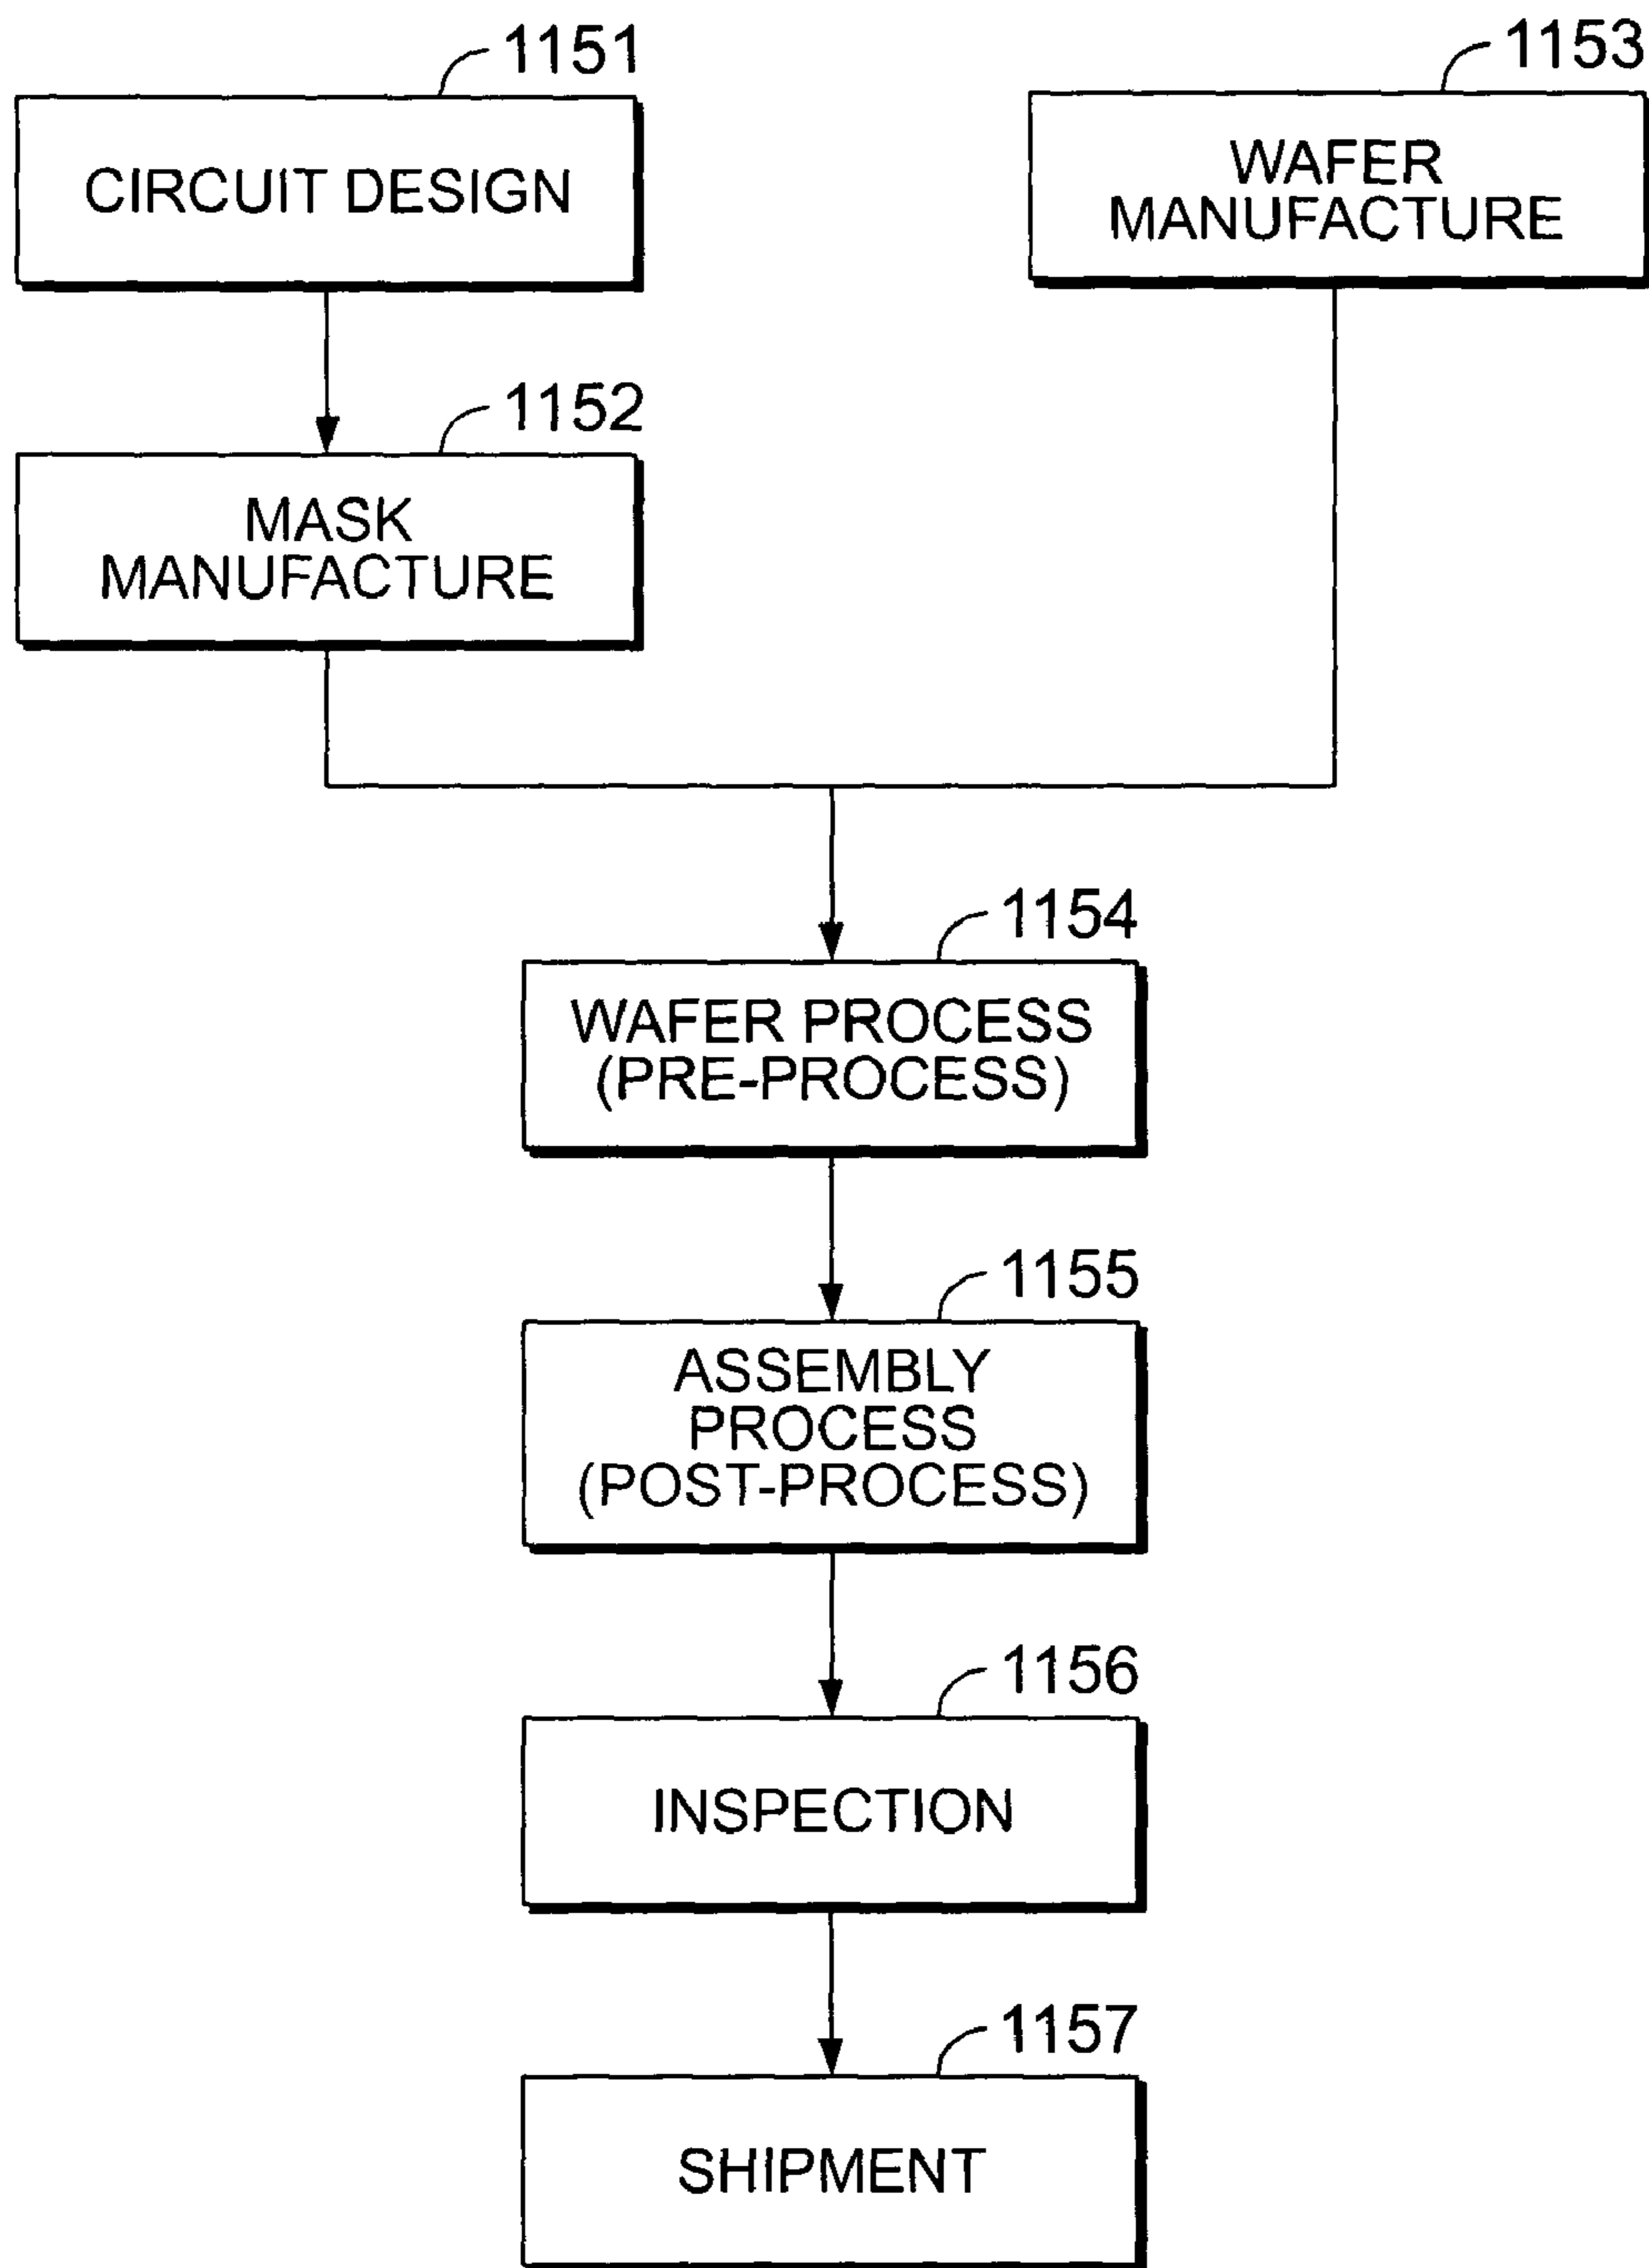 1151
CIRCUIT DESIGN
1153
WAFER
MANUFACTURE
1152
MASK
MANUFACTURE
1154
WAFER PROCESS
(PRE-PROCESS)
1155
ASSEMBLY
PROCESS
(POST-PROCESS)
1156
INSPECTION
1157
SHIPMENT